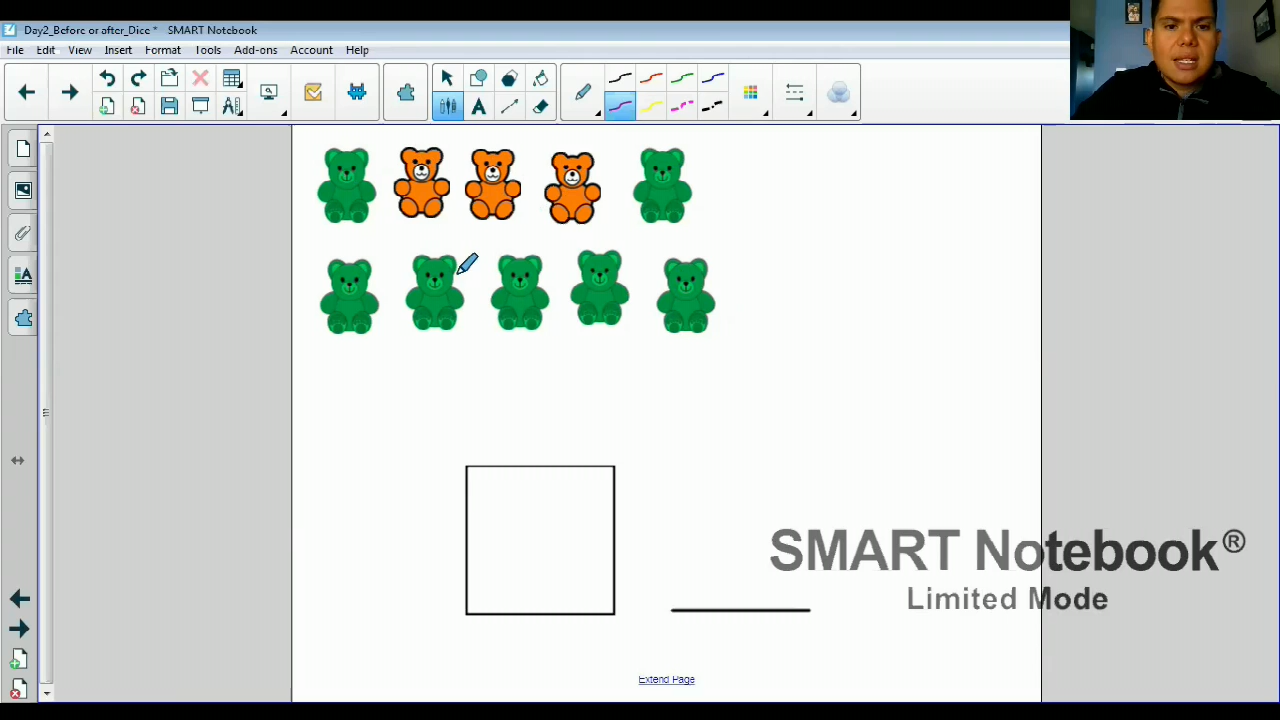 Day2_Before or after_Dice * SMART Notebook
File Edit View Insert Format Tools Add-ons Account Help
SMART Notebook®
Limited Mode
Extend Page